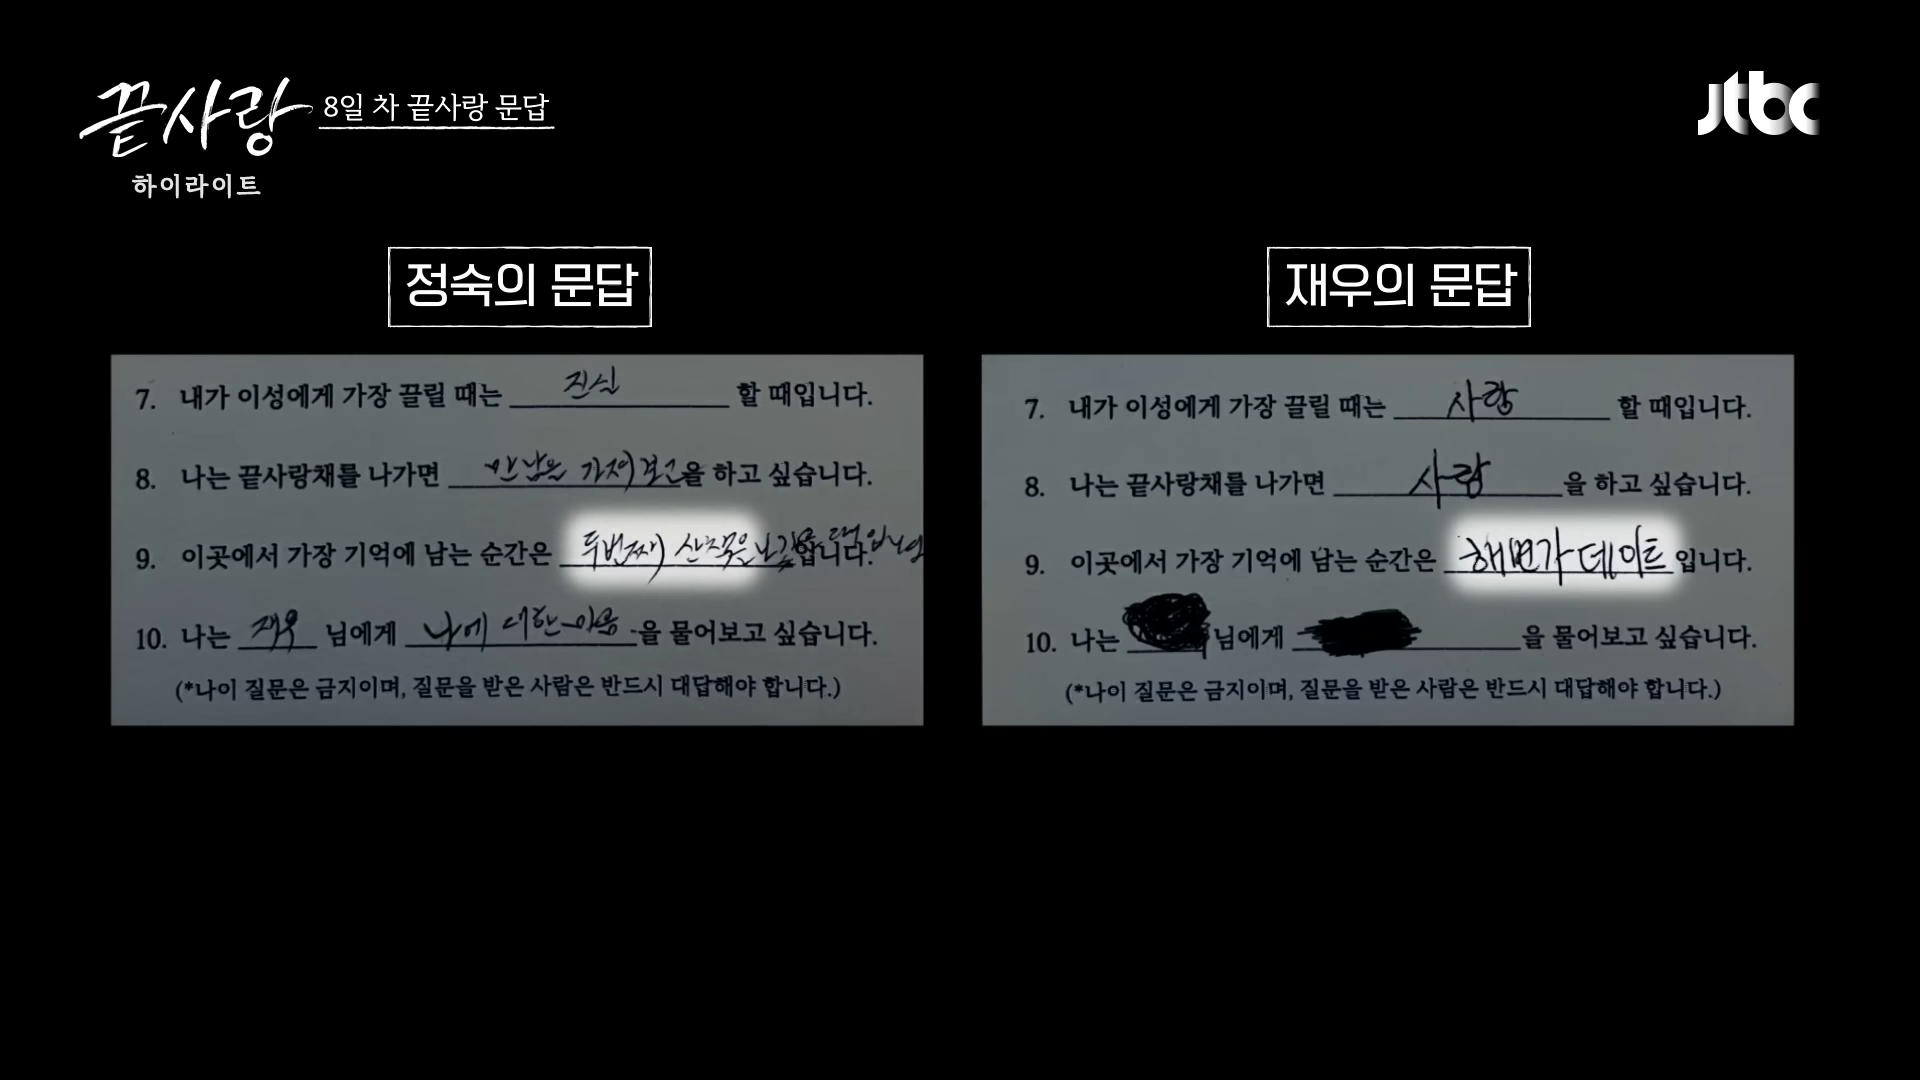 끝사랑
하이라이트
8일 차 끝사랑 문답
jtbc
정숙의 문답
7. 내가 이성에게 가장 끌릴 때는 진실 할 때입니다.
8. 나는 끝사랑채를 나가면 만남을 가져보고을 하고 싶습니다.
9. 이곳에서 가장 기억에 남는 순간은 두번째 입니다.
10. 나는 재우 님에게 나에 대한 마음 을 물어보고 싶습니다.
(*나이 질문은 금지이며, 질문을 받은 사람은 반드시 대답해야 합니다.)
재우의 문답
7. 내가 이성에게 가장 끌릴 때는 사랑 할 때입니다.
8. 나는 끝사랑채를 나가면 사랑 을 하고 싶습니다.
9. 이곳에서 가장 기억에 남는 순간은 해변가 데이트 입니다.
10. 나는 님에게 을 물어보고 싶습니다.
(*나이 질문은 금지이며, 질문을 받은 사람은 반드시 대답해야 합니다.)